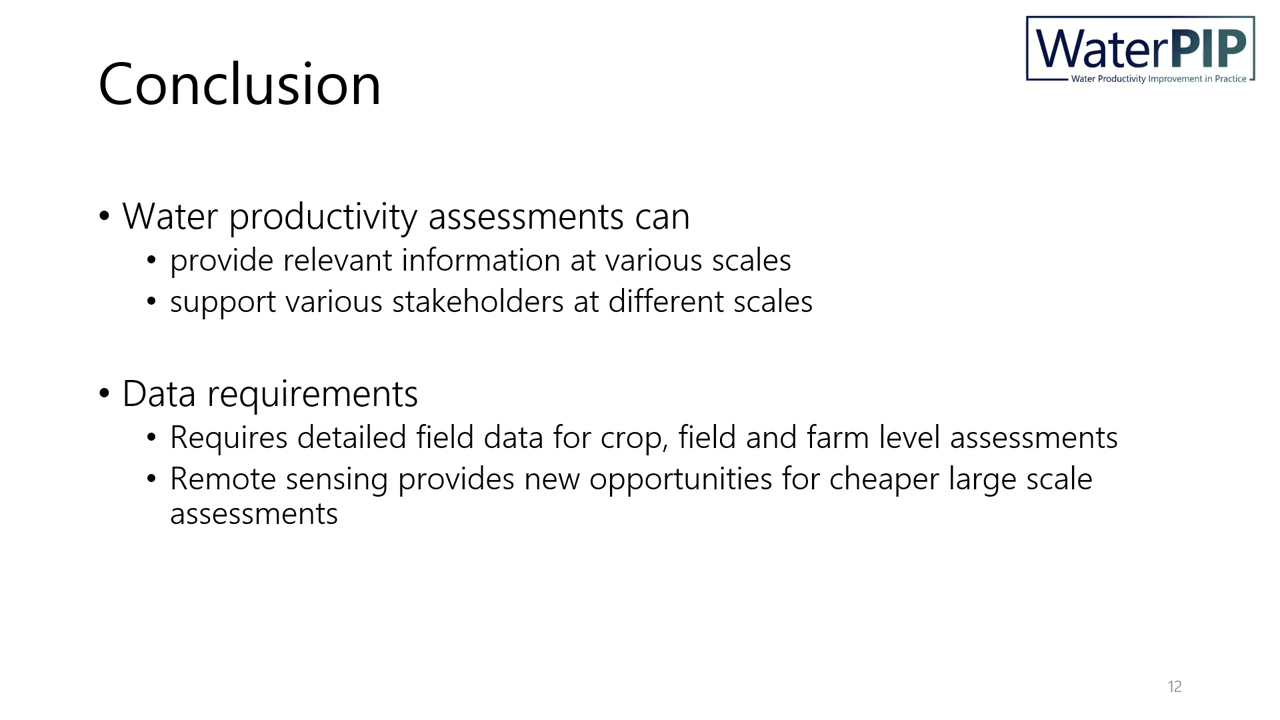 WaterPIP
Water Productivity Improvement in Practice
Conclusion
• Water productivity assessments can
• provide relevant information at various scales
• support various stakeholders at different scales
• Data requirements
• Requires detailed field data for crop, field and farm level assessments
• Remote sensing provides new opportunities for cheaper large scale
assessments
12